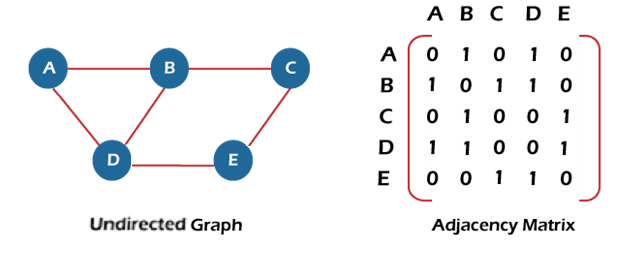 A B C D E
A B C
D E
A 0 1 0 1 0
B 1 0 1 1 0
C 0 1 0 0 1
D 1 1 0 0 1
E 0 0 1 1 0
Undirected Graph
Adjacency Matrix